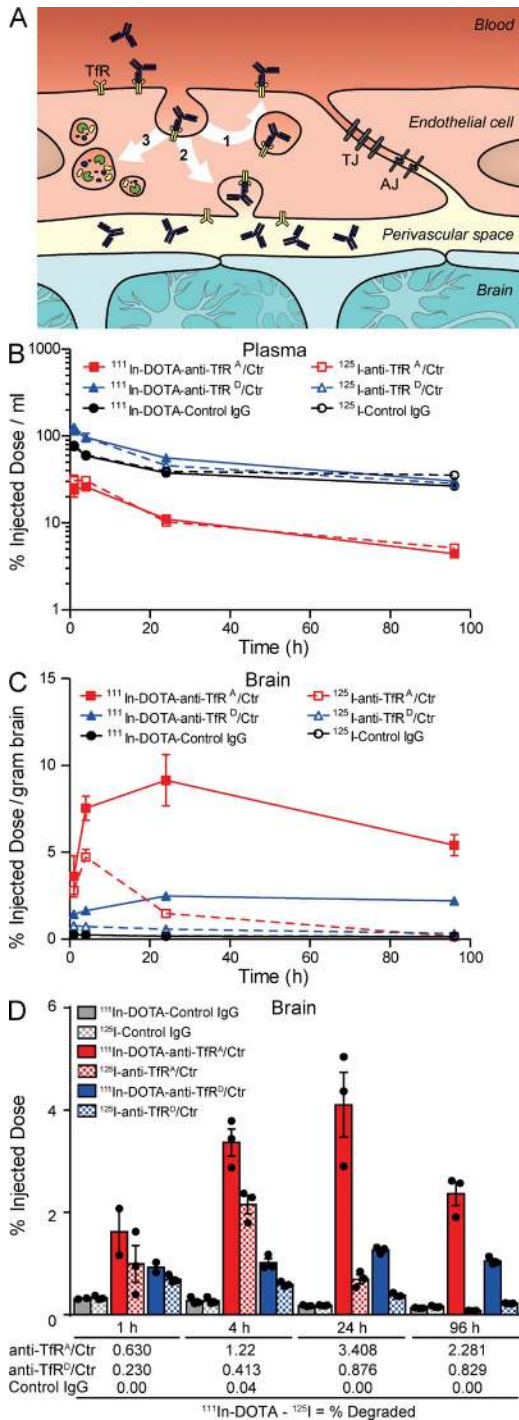 A
Blood
TfR
3
2
1
Endothelial cell
TJ
AJ
Perivascular space
Brain
B
Plasma
¹¹¹In-DOTA-anti-TfR ᴬ/Ctr
¹²⁵I-anti-TfR ᴬ/Ctr
¹¹¹In-DOTA-anti-TfR ᴰ/Ctr
¹²⁵I-anti-TfR ᴰ/Ctr
¹¹¹In-DOTA-Control IgG
¹²⁵I-Control IgG
% Injected Dose / ml
1000
100
10
1
0 20 40 60 80 100
Time (h)
C
Brain
¹¹¹In-DOTA-anti-TfR ᴬ/Ctr
¹²⁵I-anti-TfR ᴬ/Ctr
¹¹¹In-DOTA-anti-TfR ᴰ/Ctr
¹²⁵I-anti-TfR ᴰ/Ctr
¹¹¹In-DOTA-Control IgG
¹²⁵I-Control IgG
% Injected Dose / gram brain
15
10
5
0
0 20 40 60 80 100
Time (h)
D
Brain
¹¹¹In-DOTA-Control IgG
¹²⁵I-Control IgG
¹¹¹In-DOTA-anti-TfRᴬ/Ctr
¹²⁵I-anti-TfRᴬ/Ctr
¹¹¹In-DOTA-anti-TfRᴰ/Ctr
¹²⁵I-anti-TfRᴰ/Ctr
% Injected Dose
6
4
2
0
1 h 4 h 24 h 96 h
anti-TfRᴬ/Ctr 0.630 1.22 3.408 2.281
anti-TfRᴰ/Ctr 0.230 0.413 0.876 0.829
Control IgG 0.00 0.04 0.00 0.00
¹¹¹In-DOTA - ¹²⁵I = % Degraded